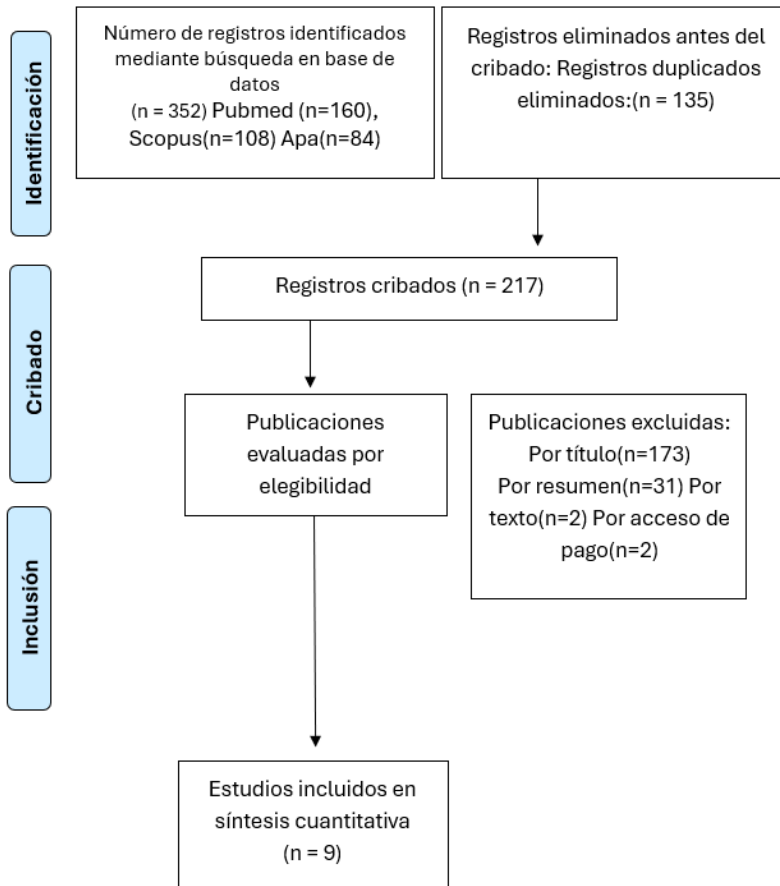 Identificación
Número de registros identificados
mediante búsqueda en base de
datos
(n = 352) Pubmed (n=160),
Scopus(n=108) Apa(n=84)
Registros eliminados antes del
cribado: Registros duplicados
eliminados:(n = 135)
Cribado
Registros cribados (n = 217)
Publicaciones
evaluadas por
elegibilidad
Publicaciones excluidas:
Por título(n=173)
Por resumen(n=31) Por
texto(n=2) Por acceso de
pago(n=2)
Inclusión
Estudios incluidos en
síntesis cuantitativa
(n = 9)